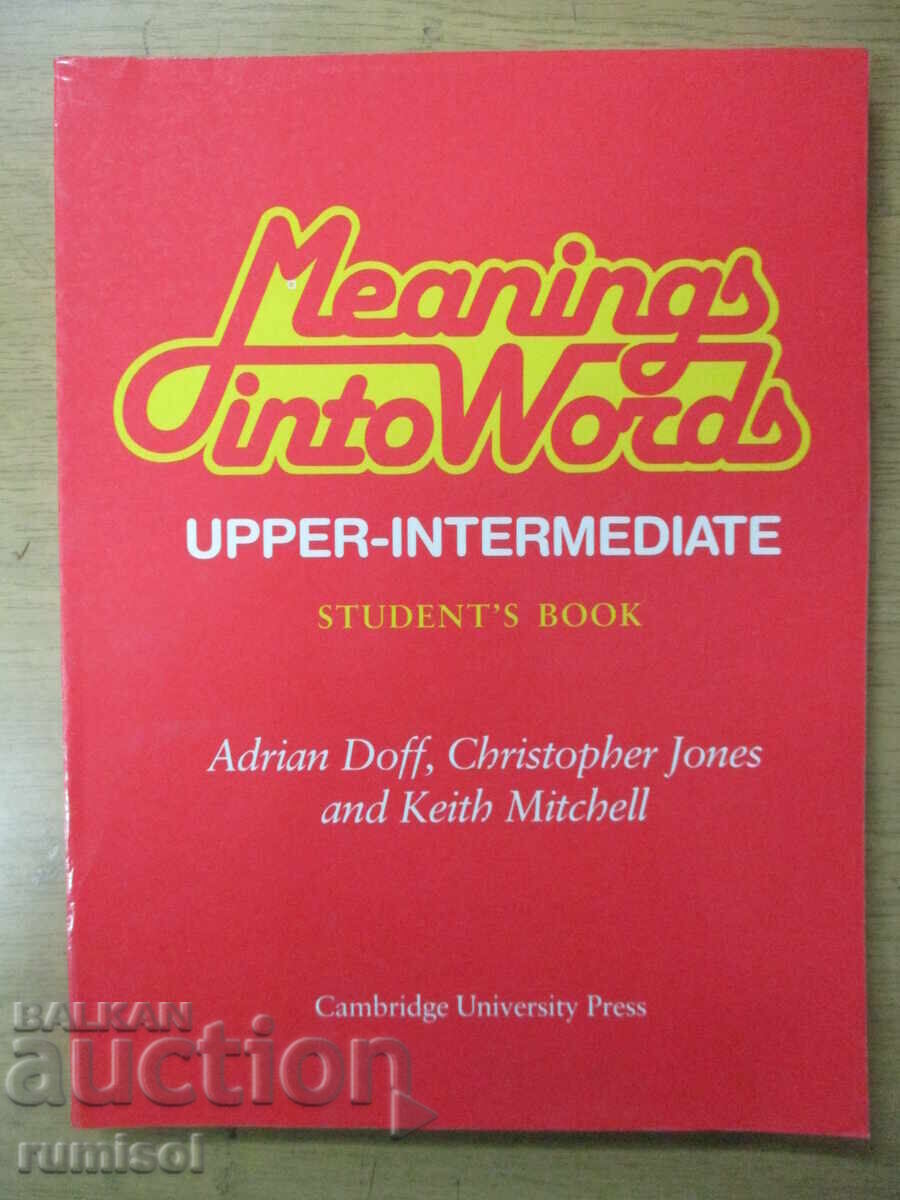 Meanings
into Words
UPPER-INTERMEDIATE
STUDENT'S BOOK
Adrian Doff, Christopher Jones
and Keith Mitchell
Cambridge University Press
BALKAN
auction
rumisol